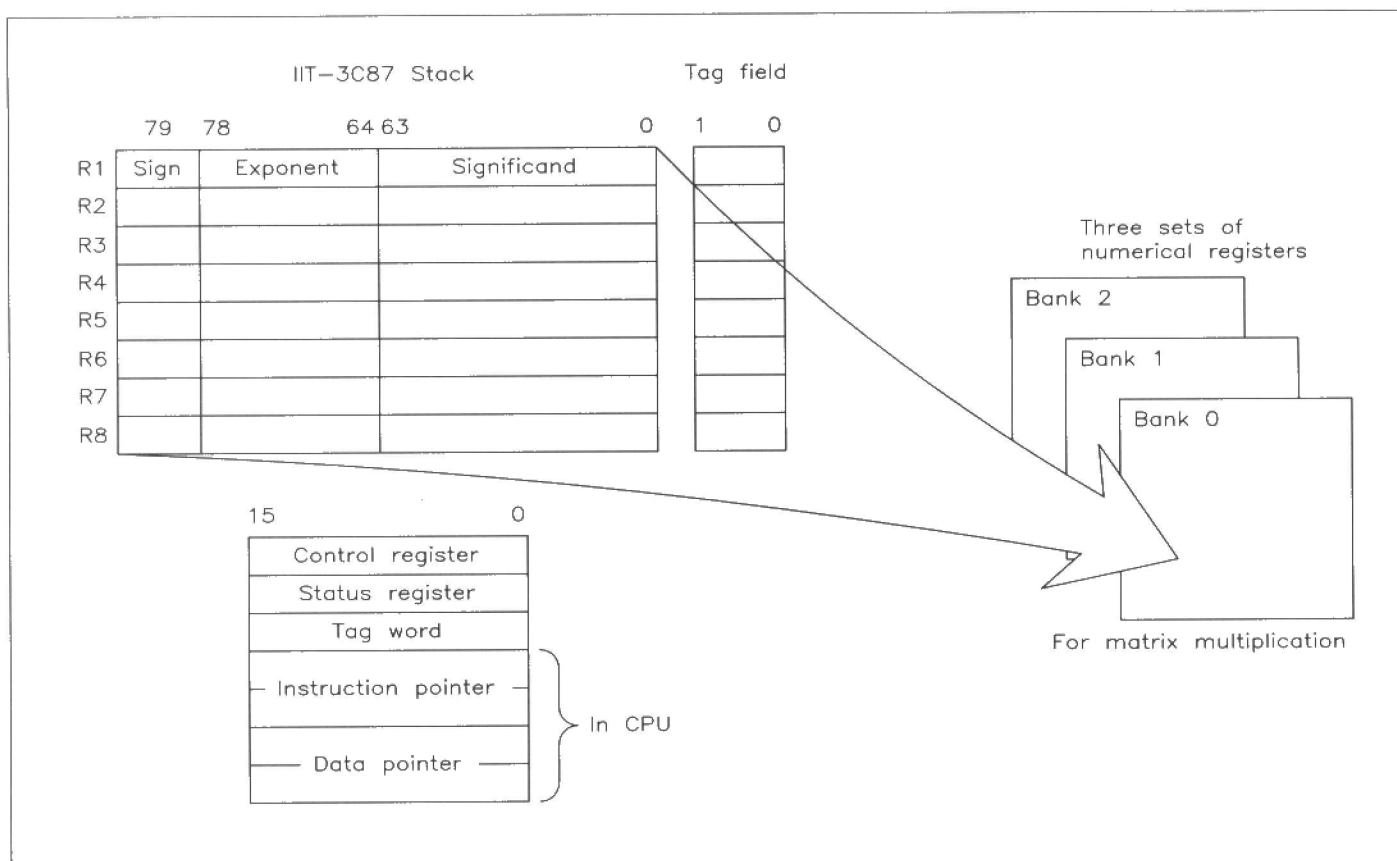 IIT-3C87 Stack
Tag field
79 78 64 63 0 1 0
R1 Sign Exponent Significand
R2
R3
R4
R5
R6
R7
R8
Three sets of
numerical registers
Bank 2
Bank 1
Bank 0
For matrix multiplication
15 0
Control register
Status register
Tag word
Instruction pointer
Data pointer
In CPU